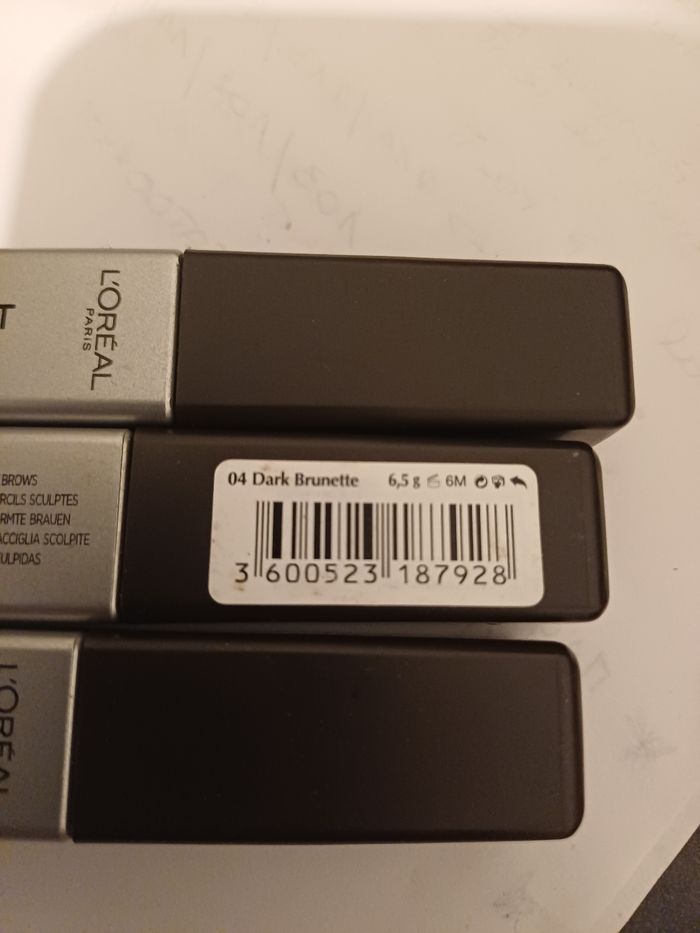 T
L'ORÉAL
PARIS
BROWS
RCILS SCULPTES
RMTE BRAUEN
ACCIGLIA SCOLPITE
ULPIDAS
04 Dark Brunette 6,5 g 6M
3 600523 187928
L'ORÉAL